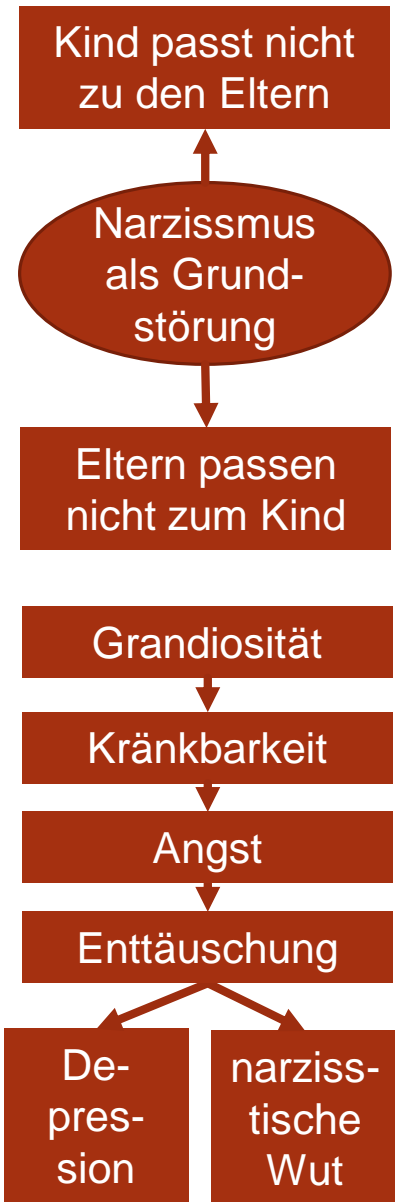 Kind passt nicht
zu den Eltern
Narzissmus
als Grund-
störung
Eltern passen
nicht zum Kind
Grandiosität
Kränkbarkeit
Angst
Enttäuschung
De-
pres-
sion
narziss-
tische
Wut